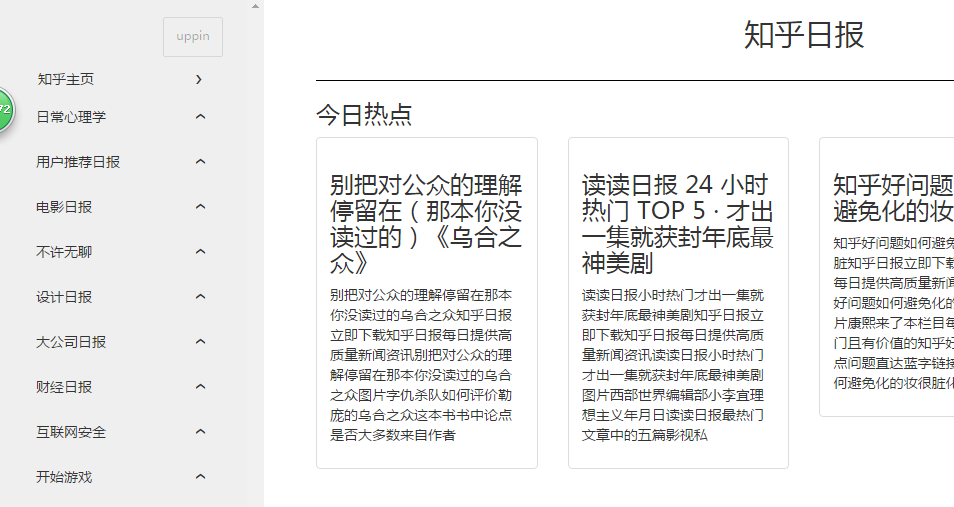 uppin
知乎主页
72
日常心理学
用户推荐日报
电影日报
不许无聊
设计日报
大公司日报
财经日报
互联网安全
开始游戏
知乎日报
今日热点
别把对公众的理解
停留在（那本你没
读过的）《乌合之
众》
别把对公众的理解停留在那本
你没读过的乌合之众知乎日报
立即下载知乎日报每日提供高
质量新闻资讯别把对公众的理
解停留在那本你没读过的乌合
之众图片字仇杀队如何评价勒
庞的乌合之众这本书书中论点
是否大多数来自作者
读读日报 24 小时
热门 TOP 5 · 才出
一集就获封年底最
神美剧
读读日报小时热门才出一集就
获封年底最神美剧知乎日报立
即下载知乎日报每日提供高质
量新闻资讯读读日报小时热门
才出一集就获封年底最神美剧
图片西部世界编辑部小李宜理
想主义年月日读读日报最热门
文章中的五篇影视私
知乎好问题
避免化的妆
知乎好问题如何避免
脏知乎日报立即下载
每日提供高质量新闻
好问题如何避免化的
片康熙来了本栏目每
门且有价值的知乎好
点问题直达蓝字链接
何避免化的妆很脏化